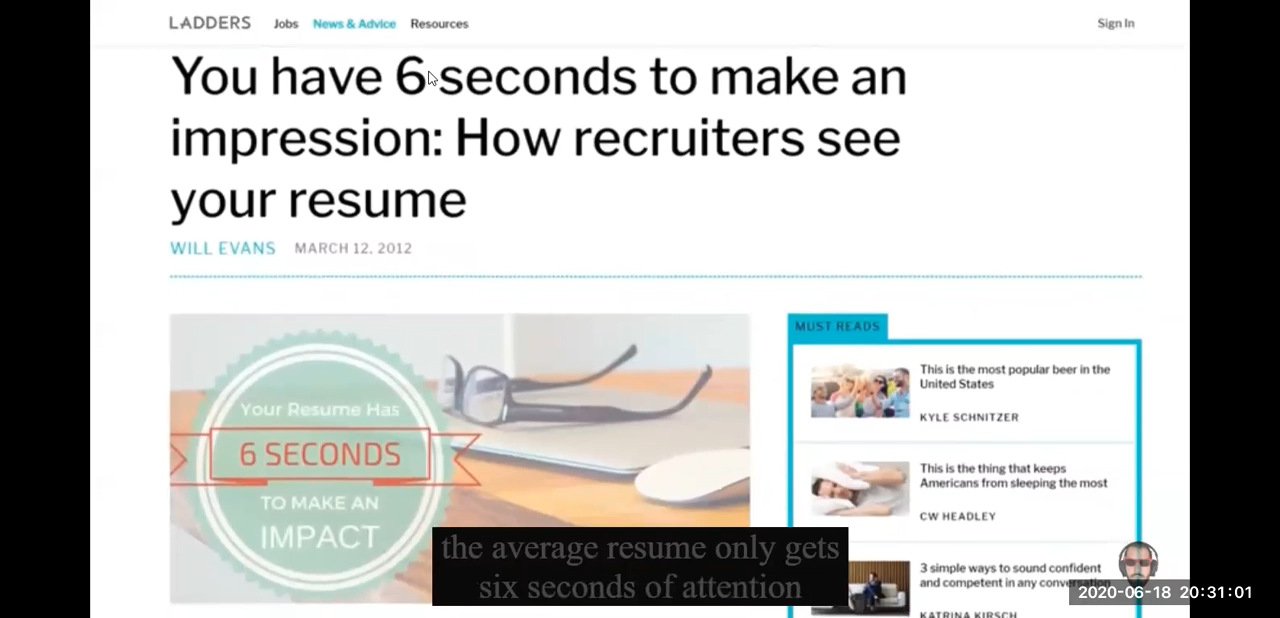 LADDERS Jobs News & Advice Resources Sign In
You have 6 seconds to make an
impression: How recruiters see
your resume
WILL EVANS MARCH 12, 2012
Your Resume Has
6 SECONDS
TO MAKE AN
IMPACT
MUST READS
This is the most popular beer in the
United States
KYLE SCHNITZER
This is the thing that keeps
Americans from sleeping the most
CW HEADLEY
3 simple ways to sound confident
and competent in any conversation
KATRINA KIRSCH
the average resume only gets
six seconds of attention
2020-06-18 20:31:01